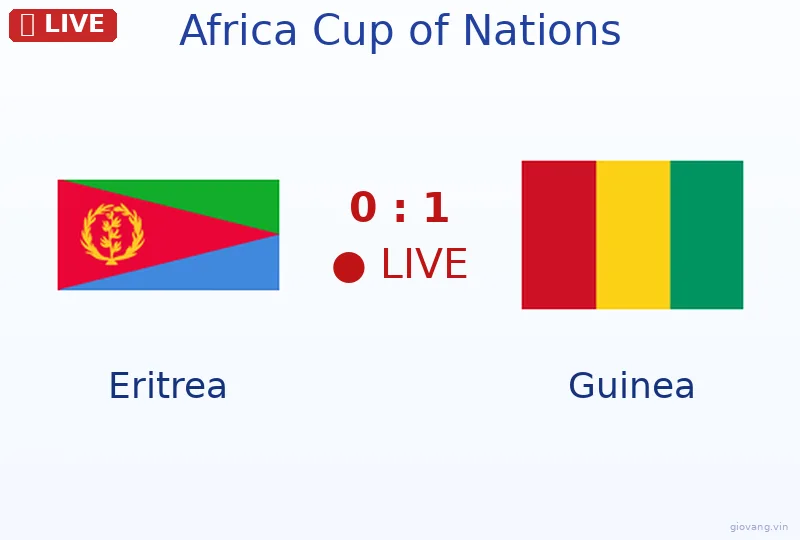 LIVE
Africa Cup of Nations
0 : 1
● LIVE
Eritrea
Guinea
giovang.vin